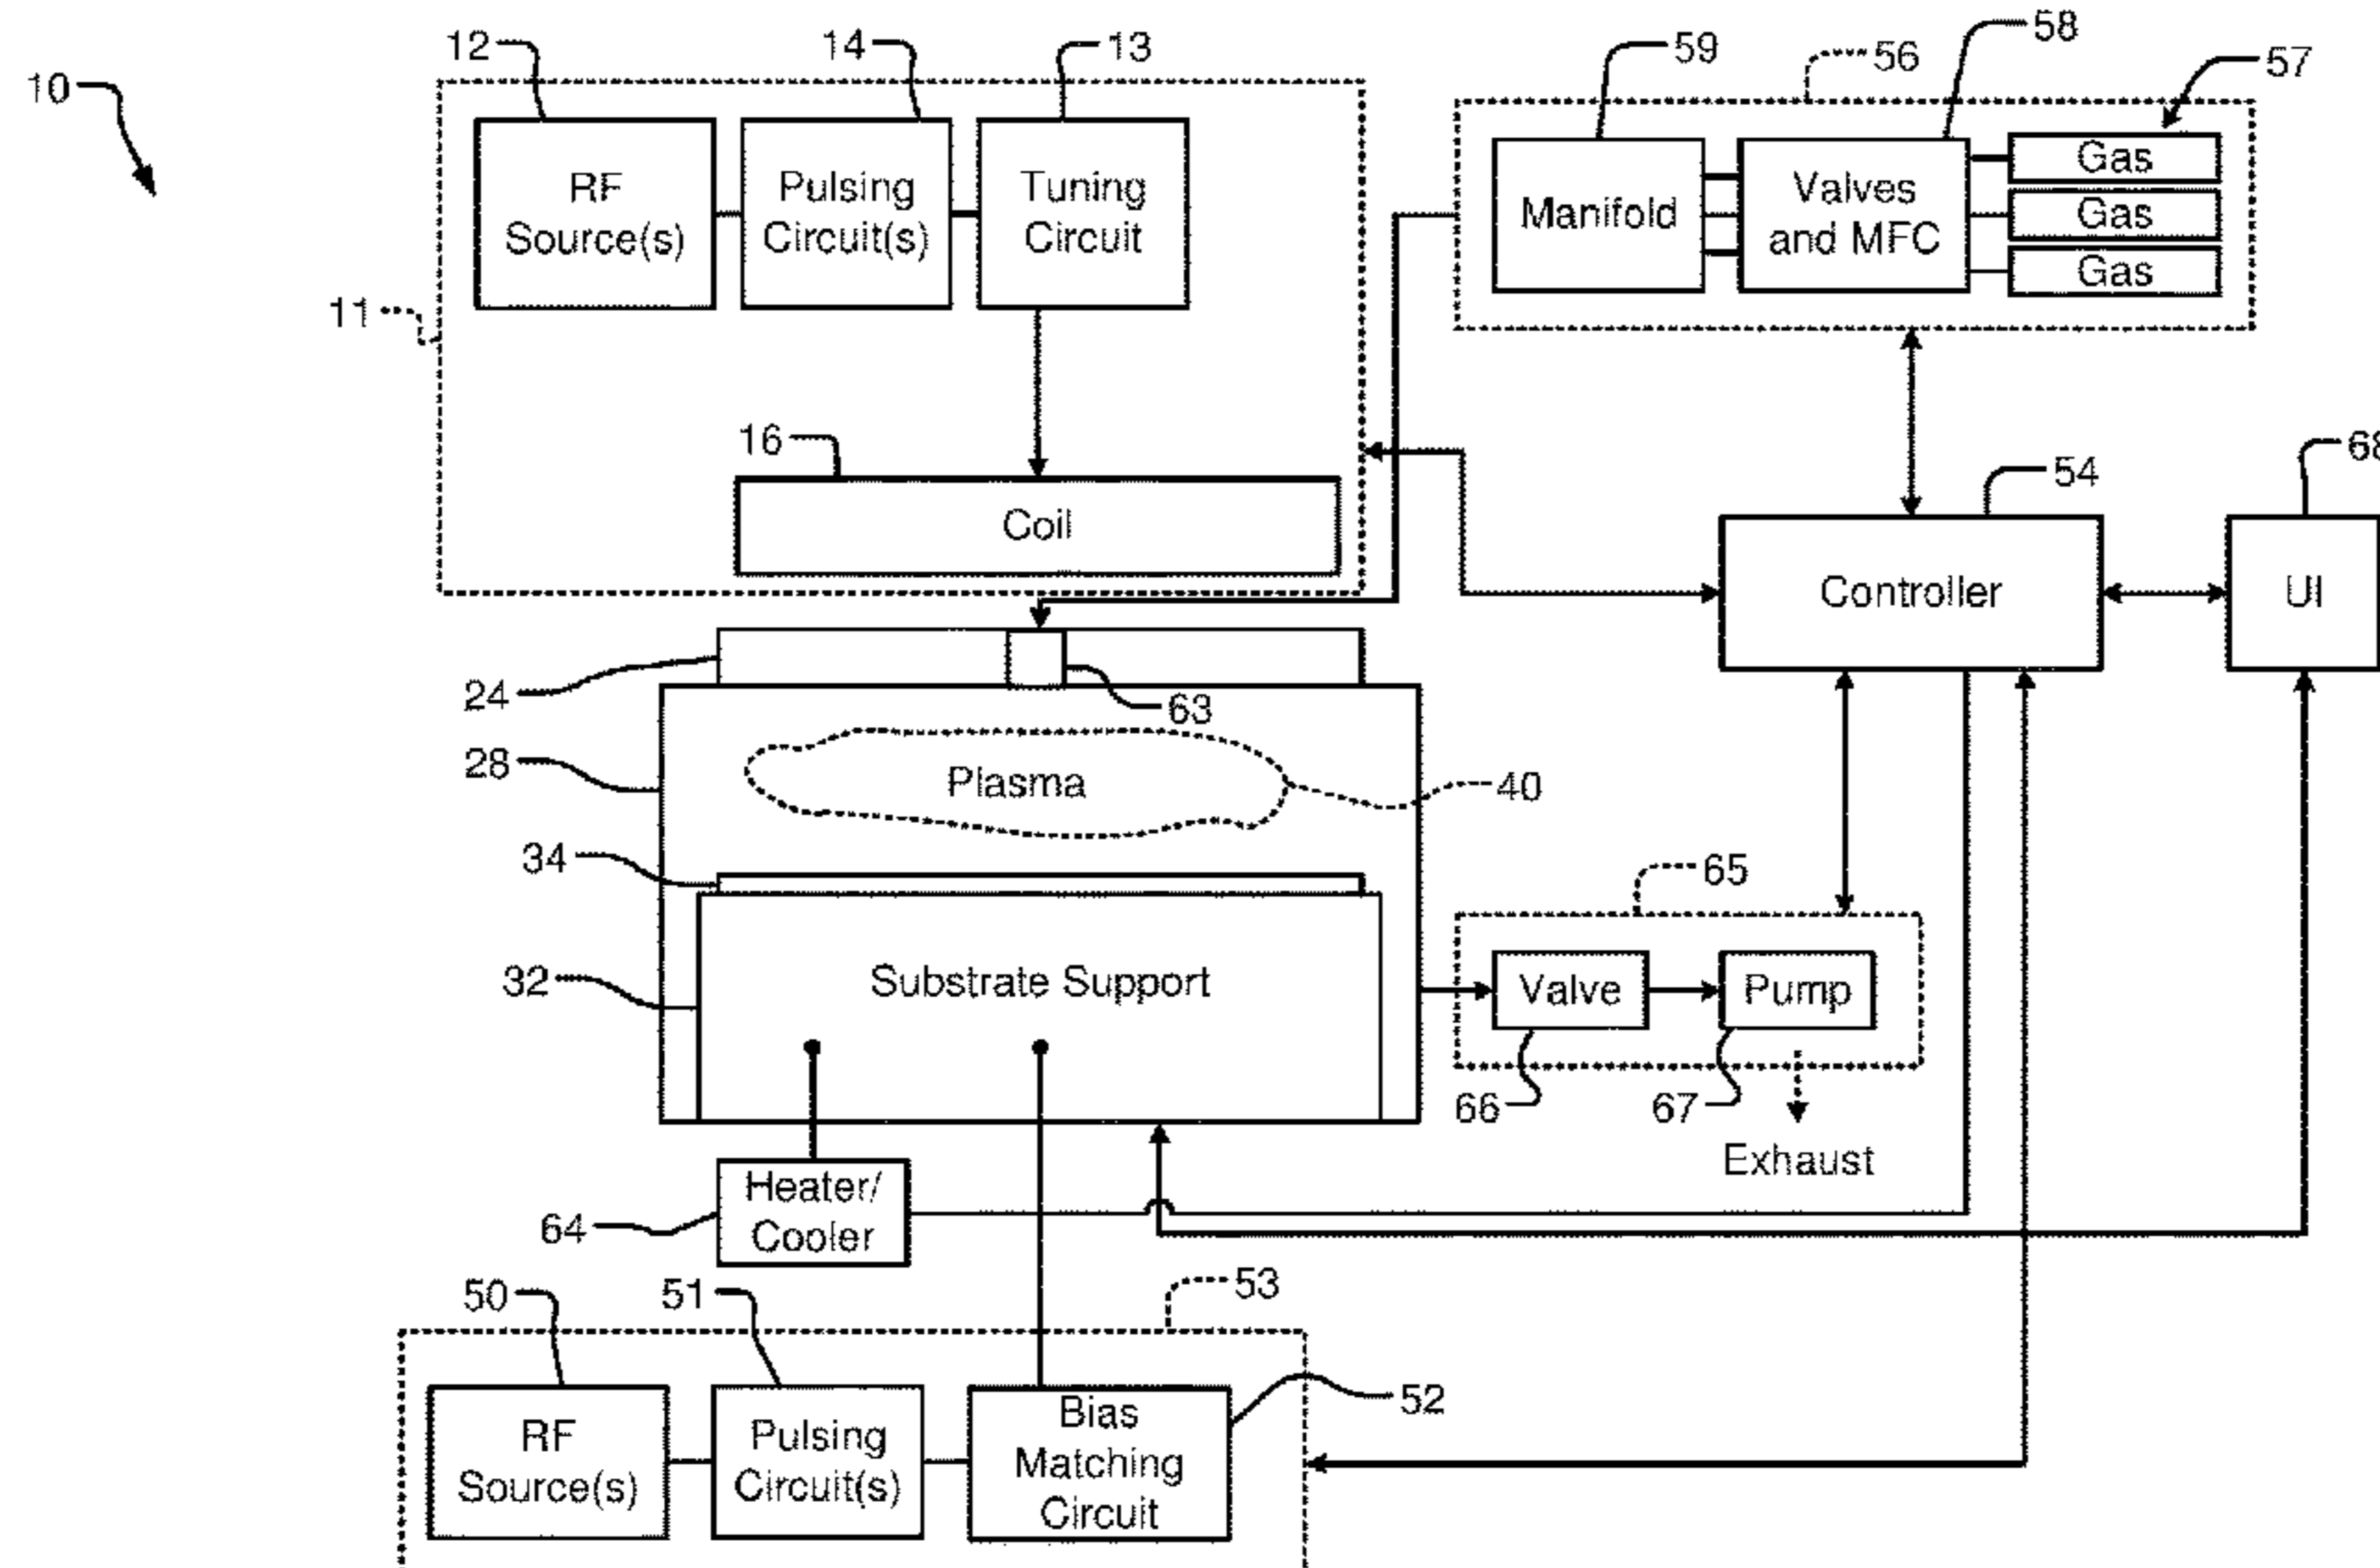 10
12
14
13
59
56
58
57
RF
Source(s)
Pulsing
Circuit(s)
Tuning
Circuit
Manifold
Valves
and MFC
Gas
Gas
Gas
11
16
Coil
54
68
Controller
UI
24
63
28
Plasma
40
34
65
32
Substrate Support
Valve
Pump
66
67
Exhaust
Heater/
Cooler
64
50
51
53
RF
Source(s)
Pulsing
Circuit(s)
Bias
Matching
Circuit
52